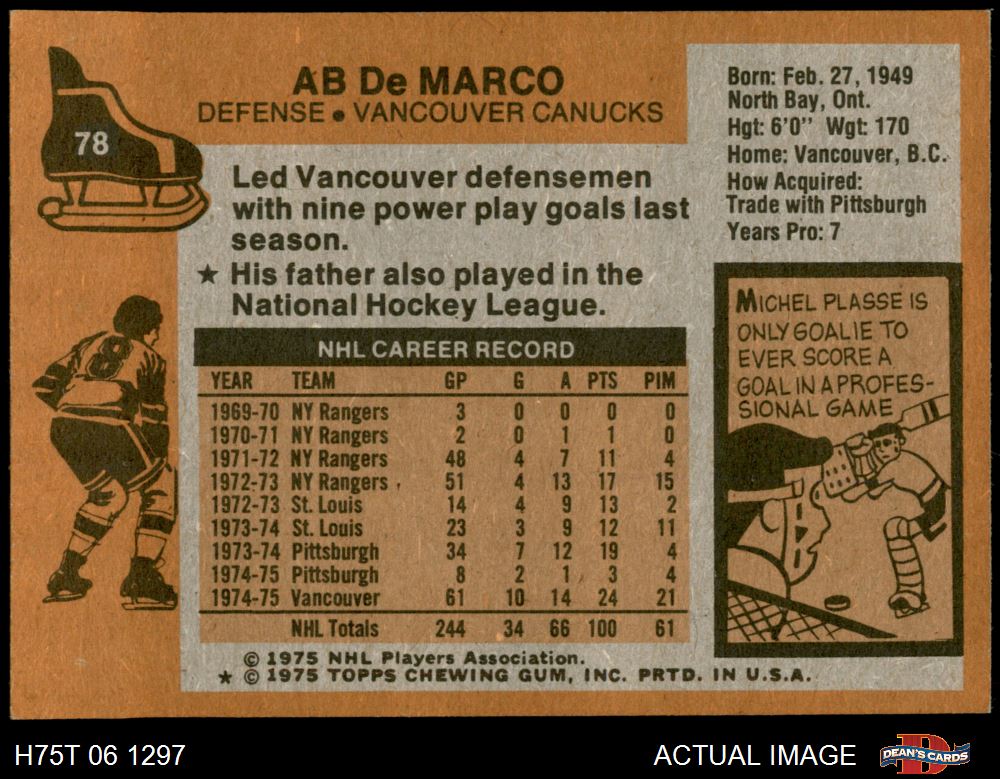 78
AB De MARCO
DEFENSE • VANCOUVER CANUCKS
Led Vancouver defensemen
with nine power play goals last
season.
★ His father also played in the
National Hockey League.
Born: Feb. 27, 1949
North Bay, Ont.
Hgt: 6'0" Wgt: 170
Home: Vancouver, B.C.
How Acquired:
Trade with Pittsburgh
Years Pro: 7
8
NHL CAREER RECORD
YEAR TEAM GP G A PTS PIM
1969-70 NY Rangers 3 0 0 0 0
1970-71 NY Rangers 2 0 1 1 0
1971-72 NY Rangers 48 4 7 11 4
1972-73 NY Rangers 51 4 13 17 15
1972-73 St. Louis 14 4 9 13 2
1973-74 St. Louis 23 3 9 12 11
1973-74 Pittsburgh 34 7 12 19 4
1974-75 Pittsburgh 8 2 1 3 4
1974-75 Vancouver 61 10 14 24 21
NHL Totals 244 34 66 100 61
MICHEL PLASSE IS
ONLY GOALIE TO
EVER SCORE A
GOAL IN A PROFES-
SIONAL GAME
© 1975 NHL Players Association.
★ © 1975 TOPPS CHEWING GUM, INC. PRTD. IN U.S.A.
H75T 06 1297
ACTUAL IMAGE
D
DEAN'S CARDS